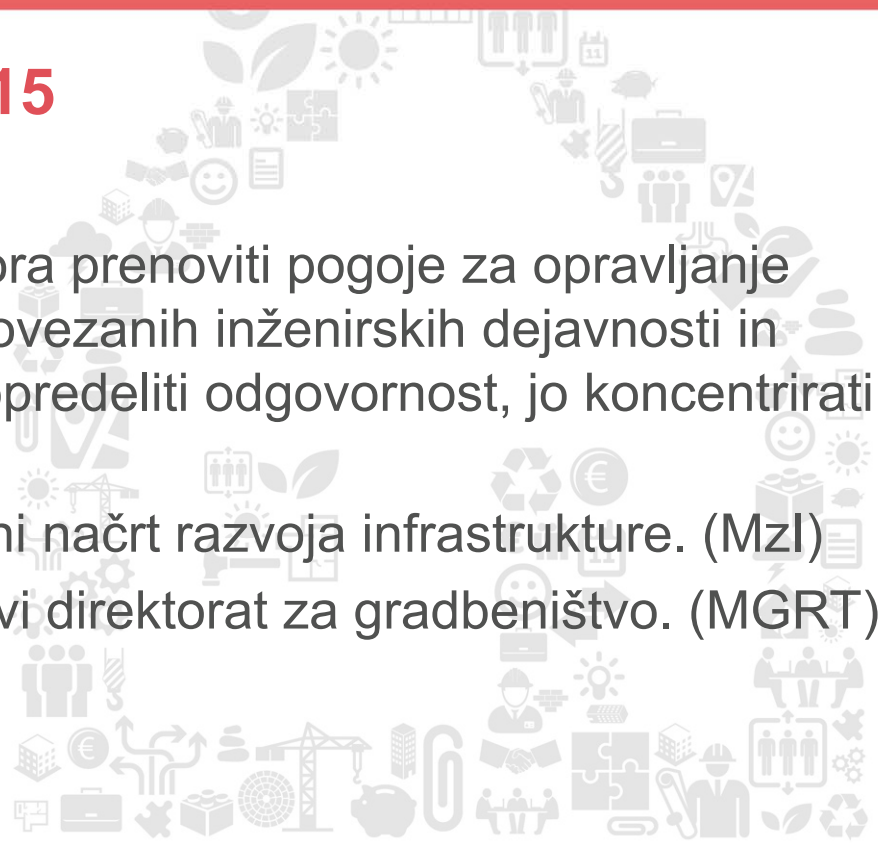 15
ora prenoviti pogoje za opravljanje
ovezanih inženirskih dejavnosti in
opredeliti odgovornost, jo koncentrirati
ni načrt razvoja infrastrukture. (MzI)
vi direktorat za gradbeništvo. (MGRT)